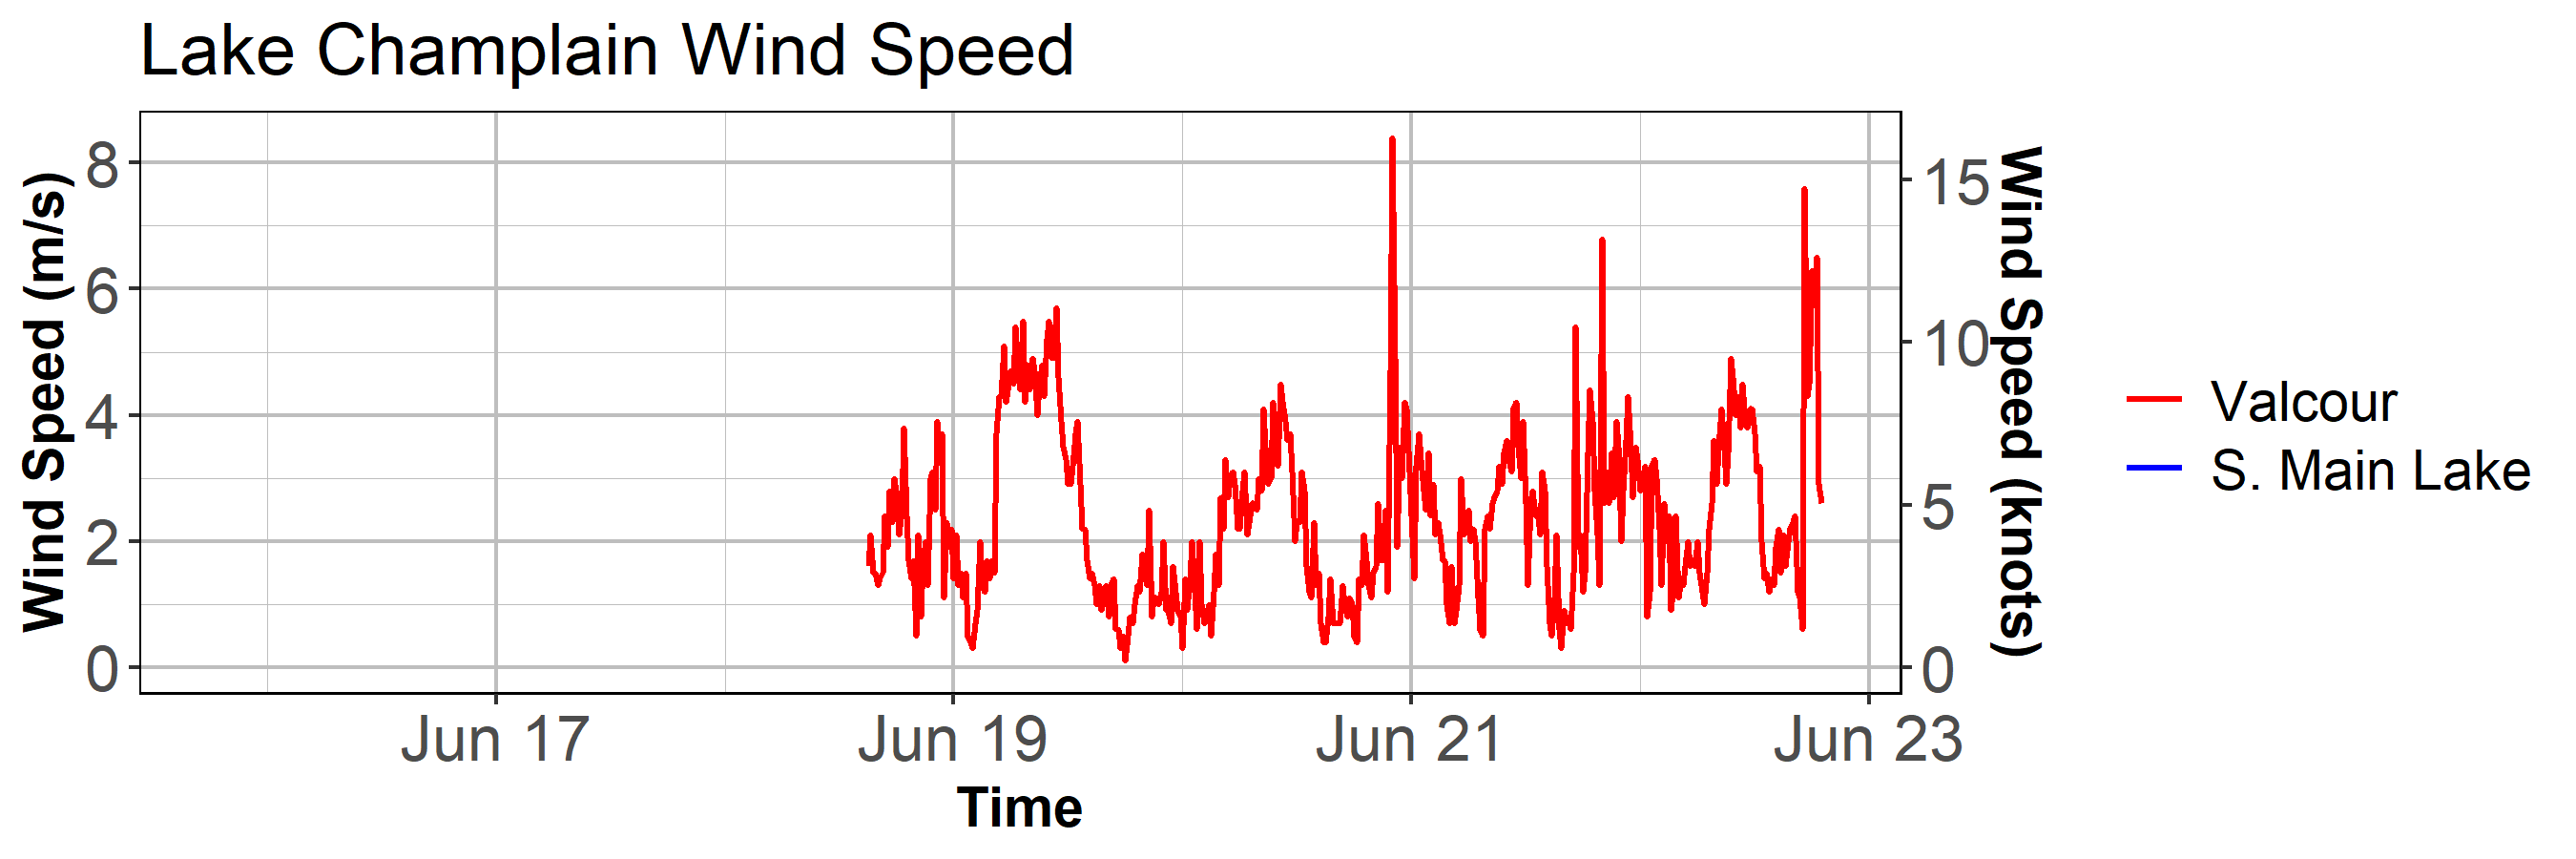 Lake Champlain Wind Speed
Wind Speed (m/s)
8
6
4
2
0
15
10
5
0
Wind Speed (knots)
Jun 17
Jun 19
Jun 21
Jun 23
Time
Valcour
S. Main Lake